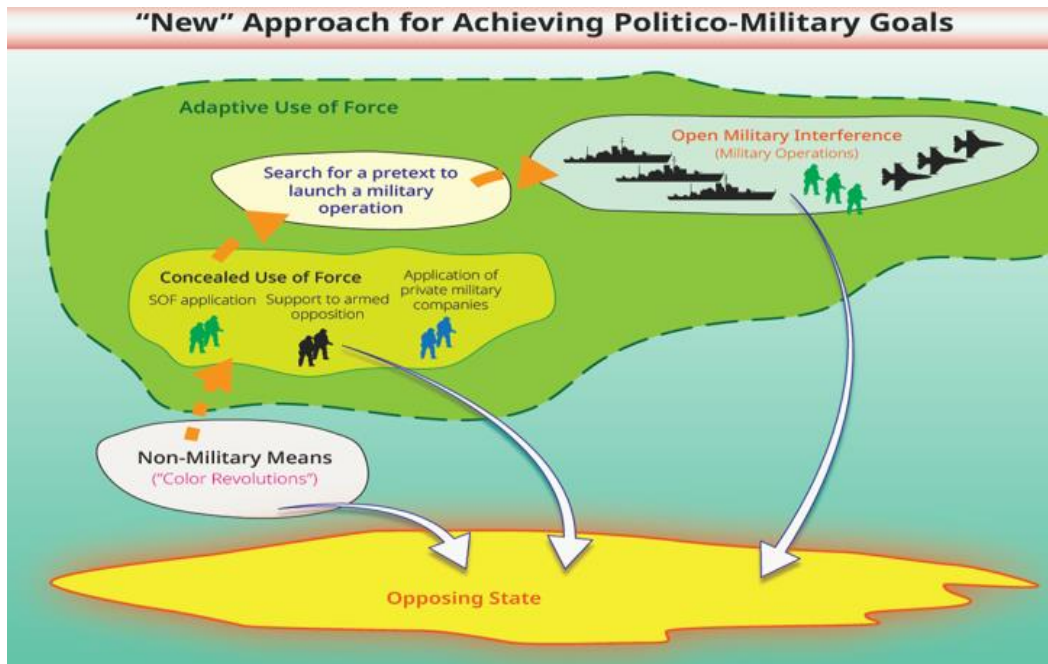 “New” Approach for Achieving Politico-Military Goals
Adaptive Use of Force
Open Military Interference
(Military Operations)
Search for a pretext to
launch a military
operation
Concealed Use of Force
SOF application
Support to armed
opposition
Application of
private military
companies
Non-Military Means
(“Color Revolutions”)
Opposing State